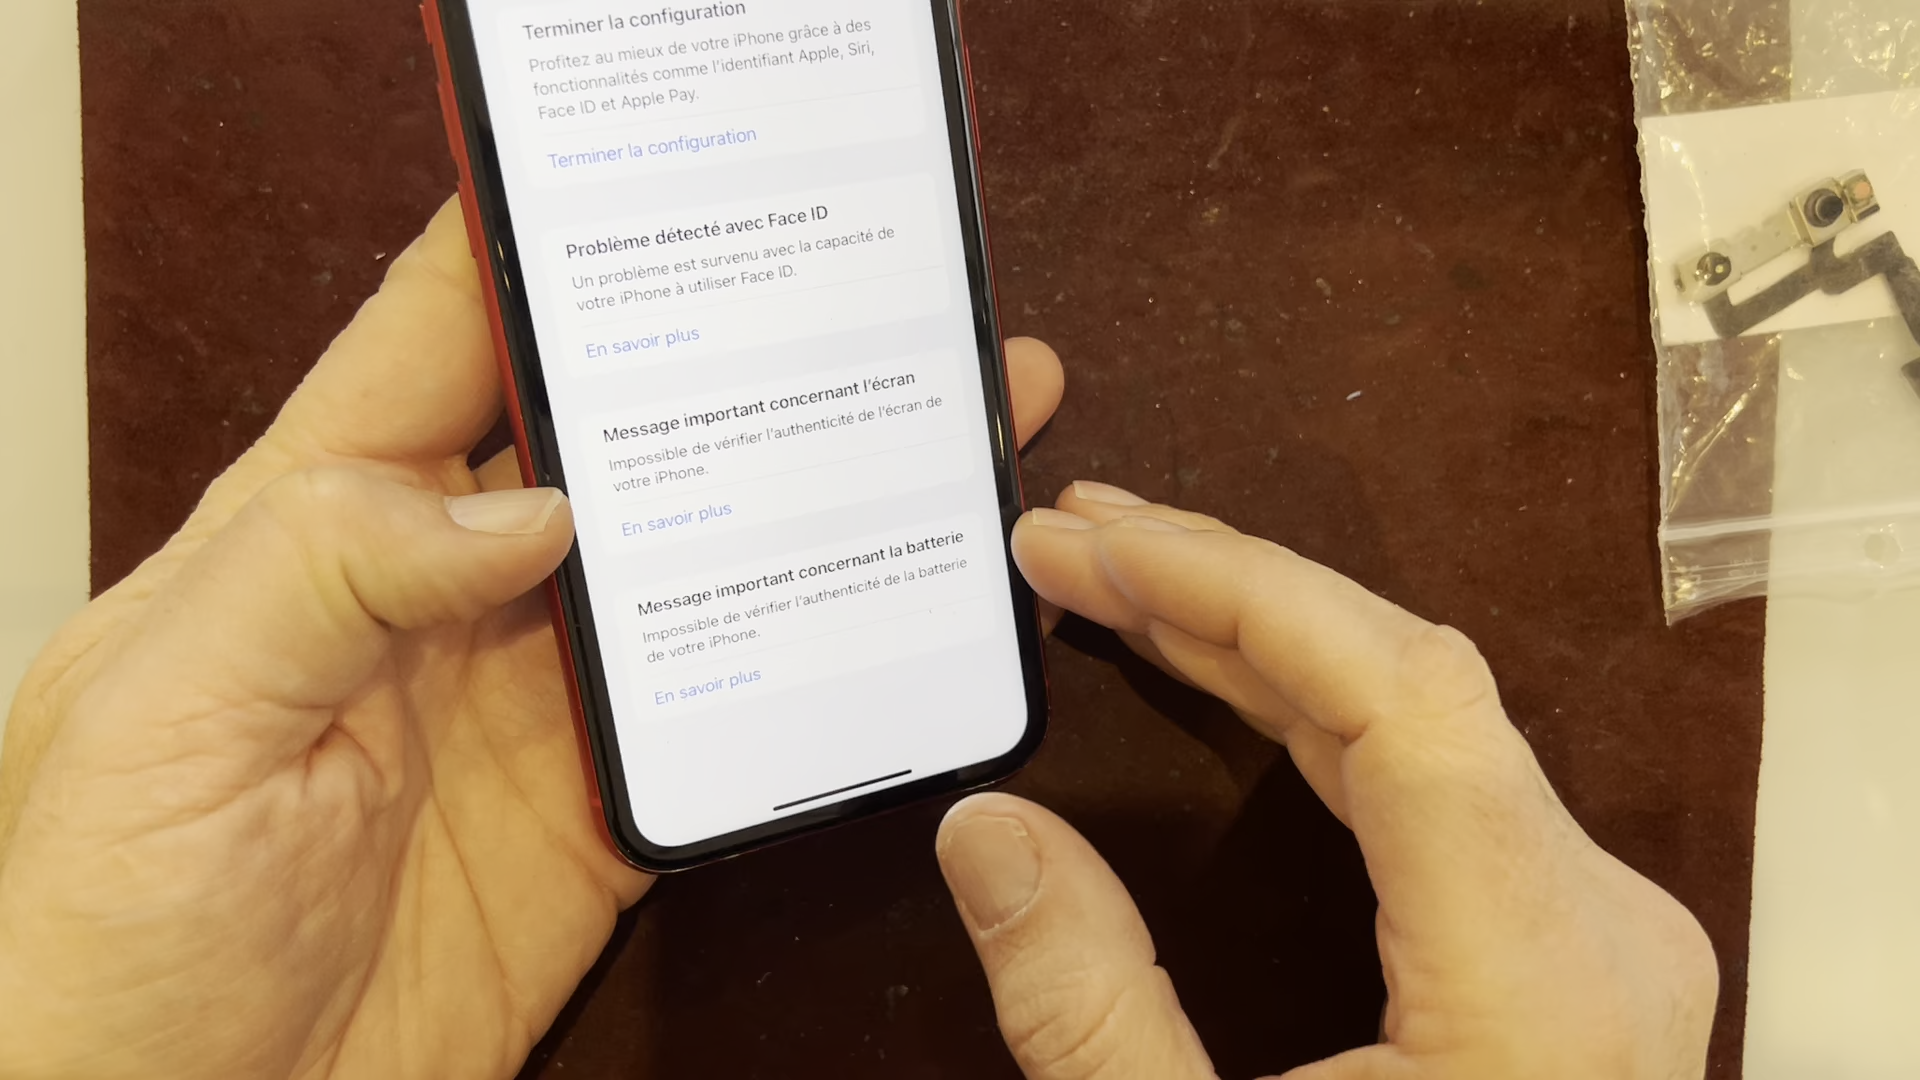 Terminer la configuration
Profitez au mieux de votre iPhone grâce à des
fonctionnalités comme l'identifiant Apple, Siri,
Face ID et Apple Pay.
Terminer la configuration
Problème détecté avec Face ID
Un problème est survenu avec la capacité de
votre iPhone à utiliser Face ID.
En savoir plus
Message important concernant l'écran
Impossible de vérifier l'authenticité de l'écran de
votre iPhone.
En savoir plus
Message important concernant la batterie
Impossible de vérifier l'authenticité de la batterie
de votre iPhone.
En savoir plus